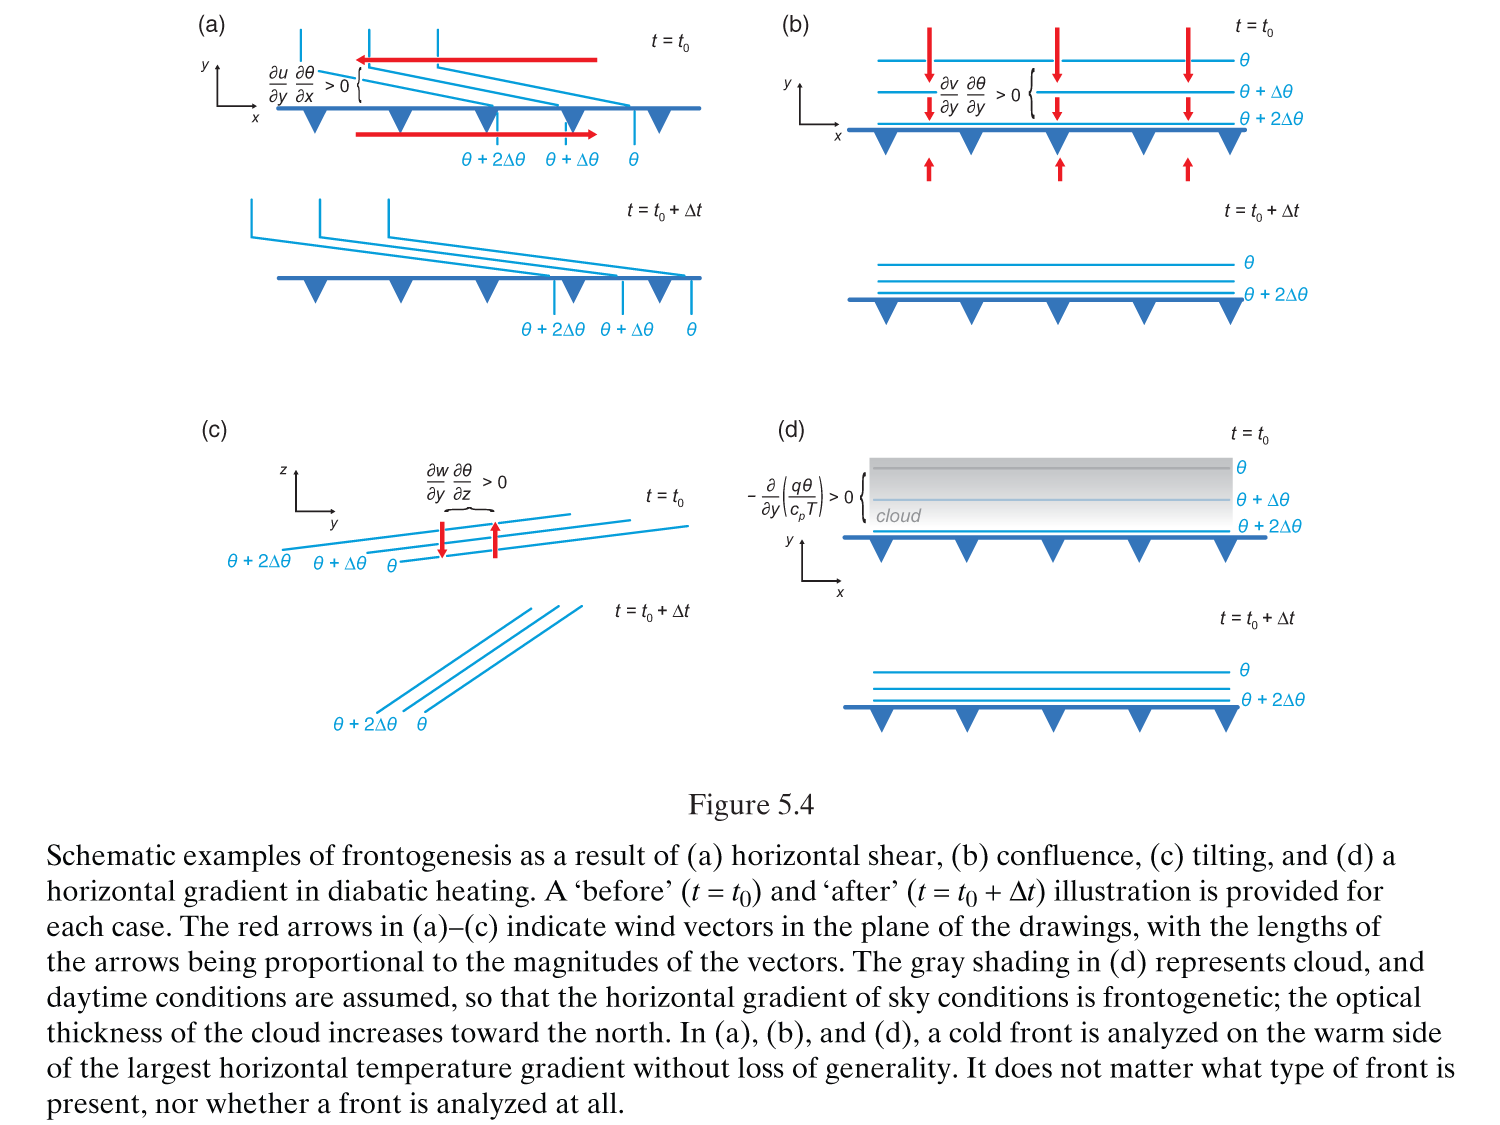 (a)
t = t0
y
x
∂u/∂y ∂θ/∂x > 0
θ + 2Δθ θ + Δθ θ
t = t0 + Δt
θ + 2Δθ θ + Δθ θ
(b)
t = t0
θ
y
x
∂v/∂y ∂θ/∂y > 0
θ + Δθ
θ + 2Δθ
t = t0 + Δt
θ
θ + 2Δθ
(c)
z
y
∂w/∂y ∂θ/∂z > 0
t = t0
θ + 2Δθ θ + Δθ θ
t = t0 + Δt
θ + 2Δθ θ
(d)
t = t0
θ
− ∂/∂y (qθ/cpT) > 0
θ + Δθ
cloud
θ + 2Δθ
y
x
t = t0 + Δt
θ
θ + 2Δθ
Figure 5.4
Schematic examples of frontogenesis as a result of (a) horizontal shear, (b) confluence, (c) tilting, and (d) a
horizontal gradient in diabatic heating. A ‘before’ (t = t0) and ‘after’ (t = t0 + Δt) illustration is provided for
each case. The red arrows in (a)–(c) indicate wind vectors in the plane of the drawings, with the lengths of
the arrows being proportional to the magnitudes of the vectors. The gray shading in (d) represents cloud, and
daytime conditions are assumed, so that the horizontal gradient of sky conditions is frontogenetic; the optical
thickness of the cloud increases toward the north. In (a), (b), and (d), a cold front is analyzed on the warm side
of the largest horizontal temperature gradient without loss of generality. It does not matter what type of front is
present, nor whether a front is analyzed at all.